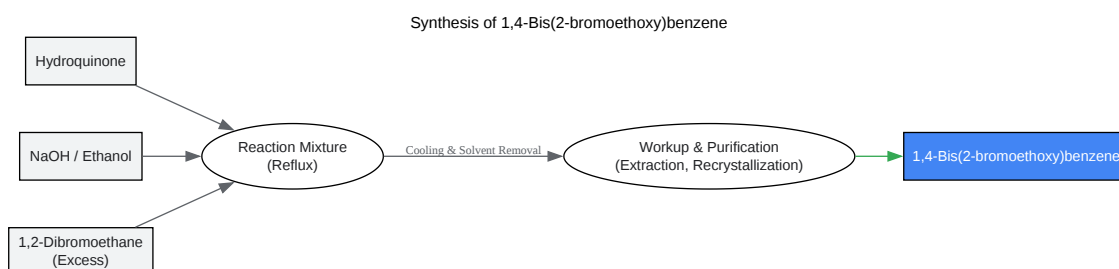 Synthesis of 1,4-Bis(2-bromoethoxy)benzene
Hydroquinone
NaOH / Ethanol
1,2-Dibromoethane
(Excess)
Reaction Mixture
(Reflux)
Cooling & Solvent Removal
Workup & Purification
(Extraction, Recrystallization)
1,4-Bis(2-bromoethoxy)benzene